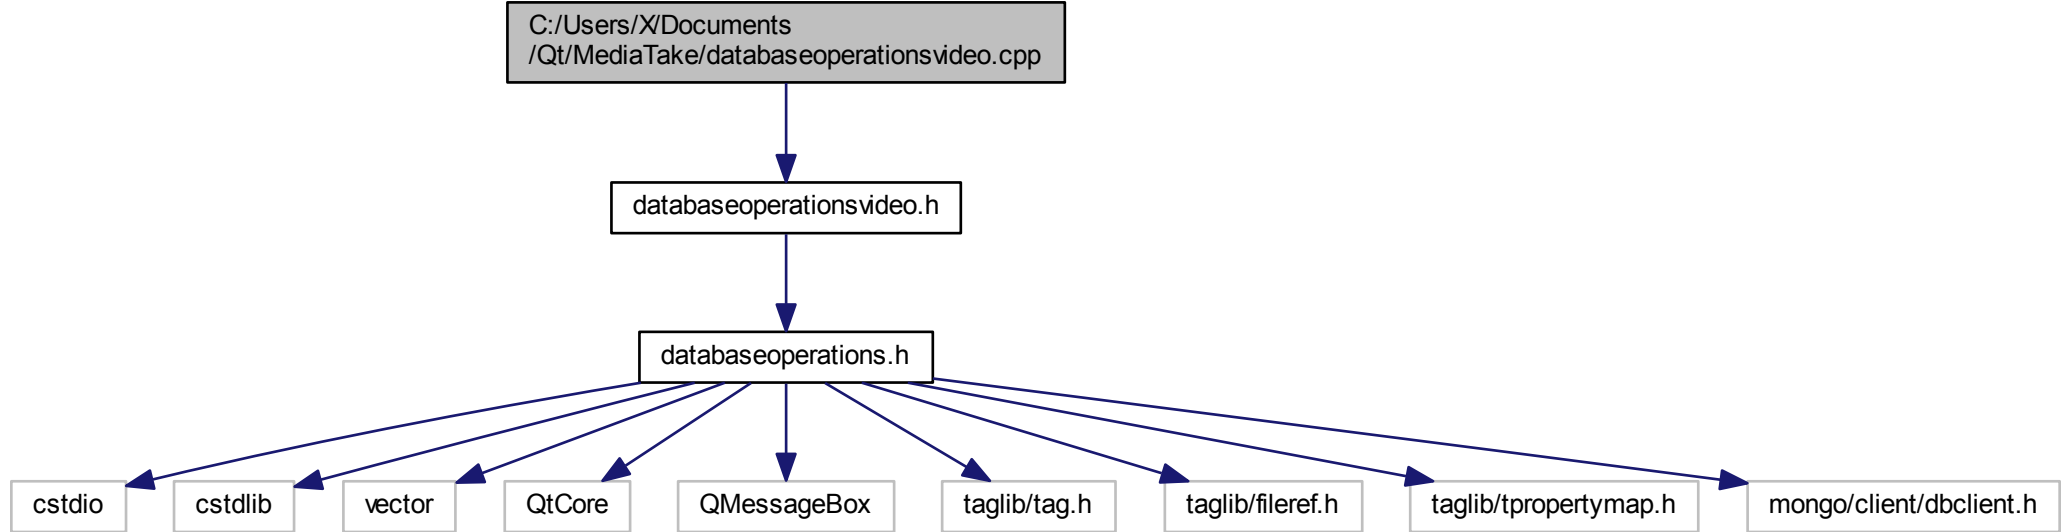 C:/Users/X/Documents
/Qt/MediaTake/databaseoperationsvideo.cpp
databaseoperationsvideo.h
databaseoperations.h
cstdio
cstdlib
vector
QtCore
QMessageBox
taglib/tag.h
taglib/fileref.h
taglib/tpropertymap.h
mongo/client/dbclient.h